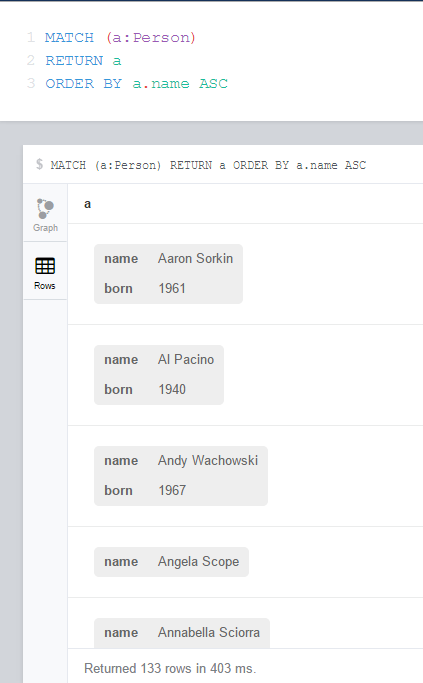 1 MATCH (a:Person)
2 RETURN a
3 ORDER BY a.name ASC
$ MATCH (a:Person) RETURN a ORDER BY a.name ASC
Graph
Rows
a
name Aaron Sorkin
born 1961
name Al Pacino
born 1940
name Andy Wachowski
born 1967
name Angela Scope
name Annabella Sciorra
Returned 133 rows in 403 ms.